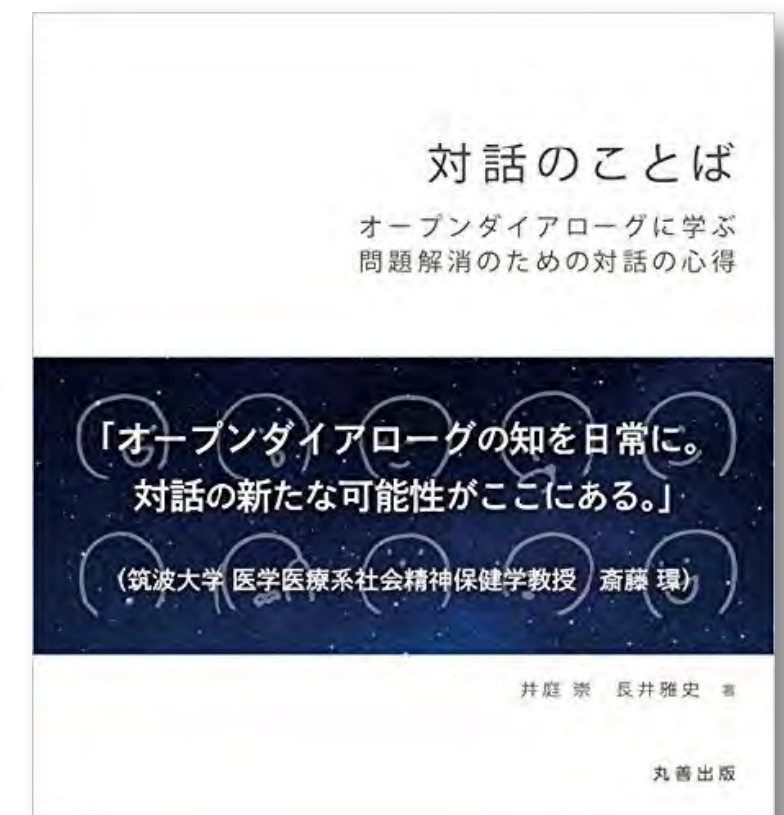 対話のことば
オープンダイアローグに学ぶ
問題解消のための対話の心得
「オープンダイアローグの知を日常に。
対話の新たな可能性がここにある。」
（筑波大学 医学医療系社会精神保健学教授　斎藤 環）
井庭 崇　長井雅史　著
丸善出版